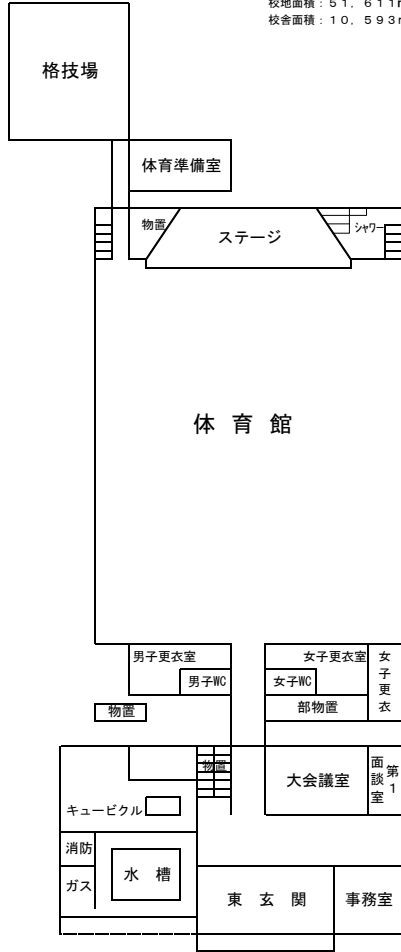 校地面積：５１，６１１
校舎面積：１０，５９３
格技場
体育準備室
物置
ステージ
シャワー
体 育 館
男子更衣室
女子更衣室
女子更衣
男子WC
女子WC
物置
部物置
物置
大会議室
第1
面談室
キュービクル
消防
水 槽
ガス
東 玄 関
事務室